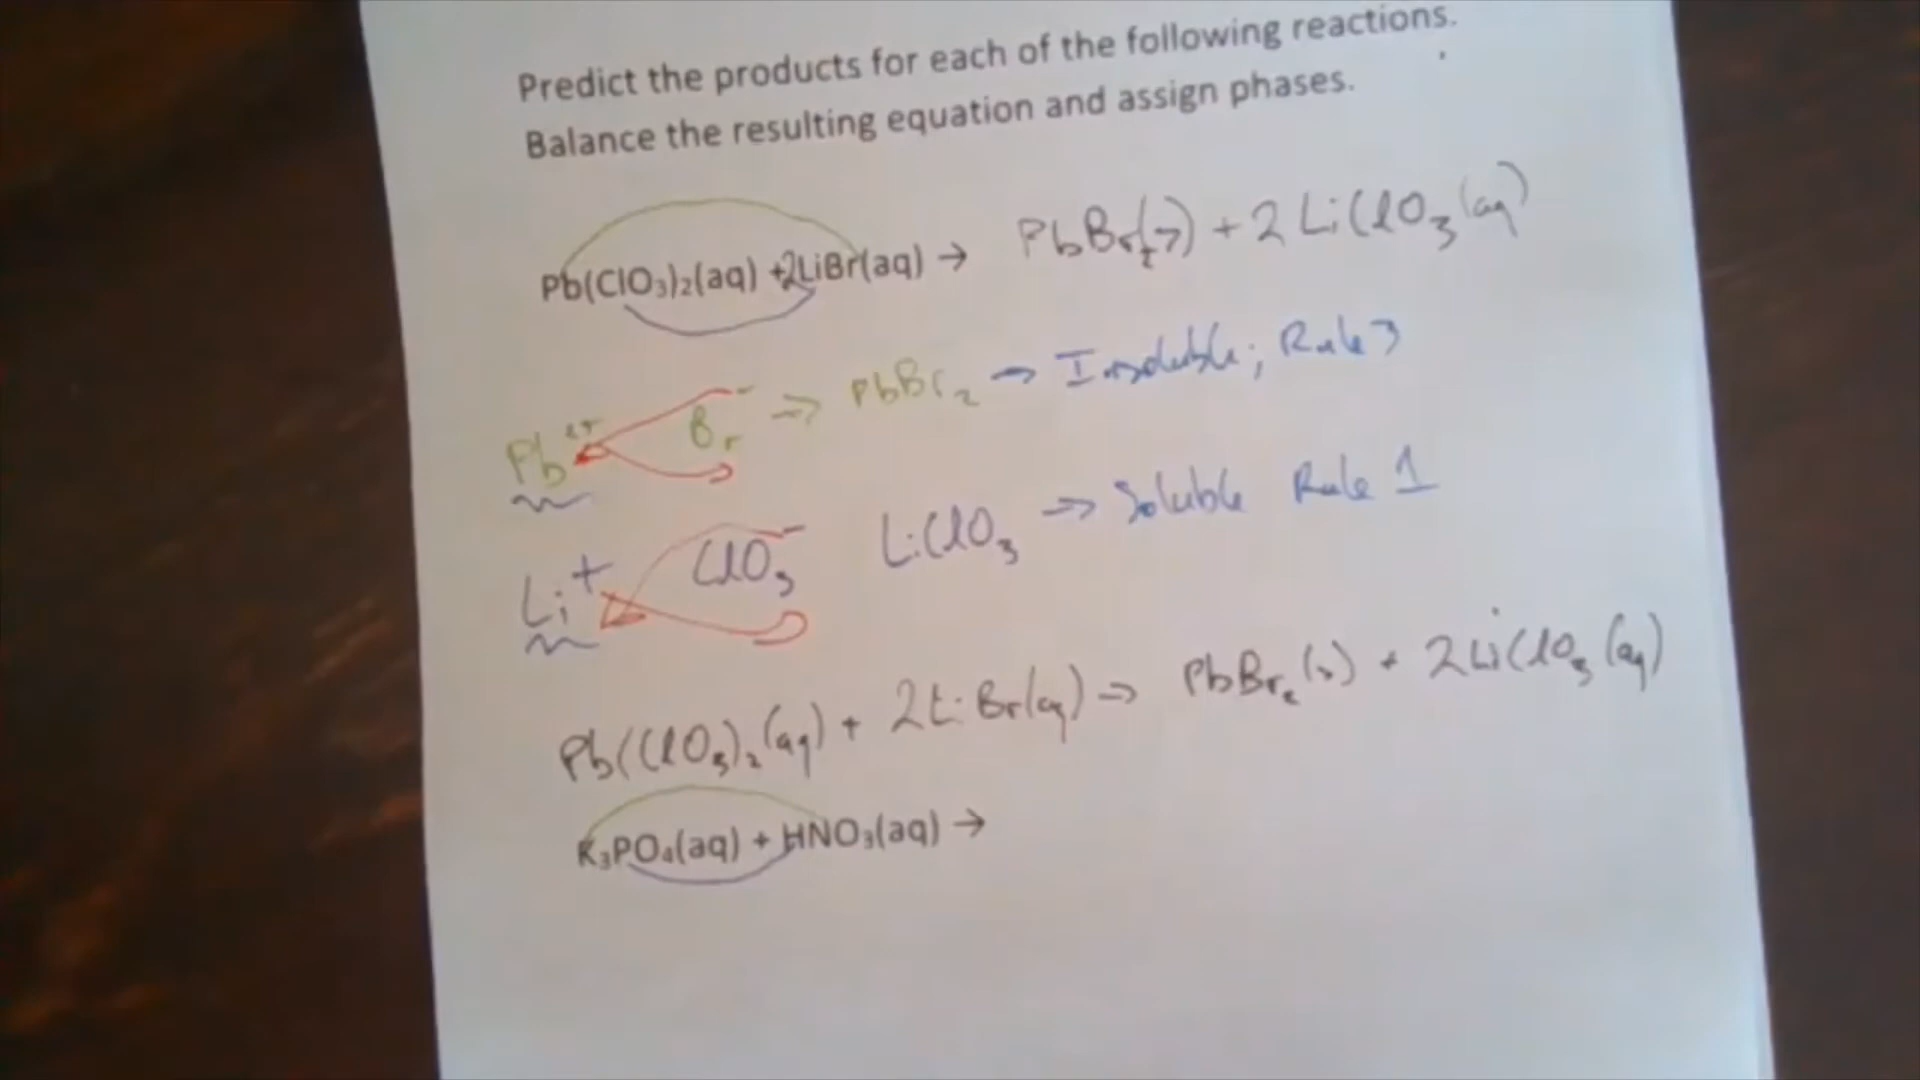 Predict the products for each of the following reactions.
Balance the resulting equation and assign phases.
Pb(ClO₃)₂(aq) + 2LiBr(aq) → PbBr₂(s) + 2 LiClO₃(aq)
Pb²⁺ Br⁻ ⇒ PbBr₂ → Insoluble; Rule 3
Li⁺ ClO₃⁻ LiClO₃ ⇒ Soluble Rule 1
Pb(ClO₃)₂(aq) + 2LiBr(aq) ⇒ PbBr₂(s) + 2LiClO₃(aq)
K₃PO₄(aq) + HNO₃(aq) →